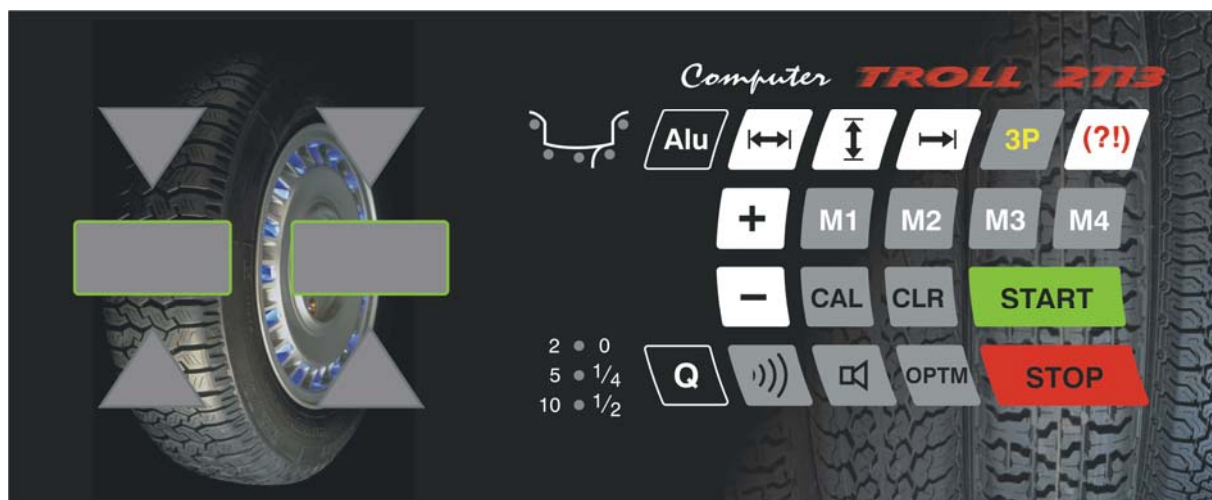 Computer TROLL 2113
Alu 3P (?!)
+ M1 M2 M3 M4
- CAL CLR START
2 0
5 1/4
10 1/2
Q OPTM STOP